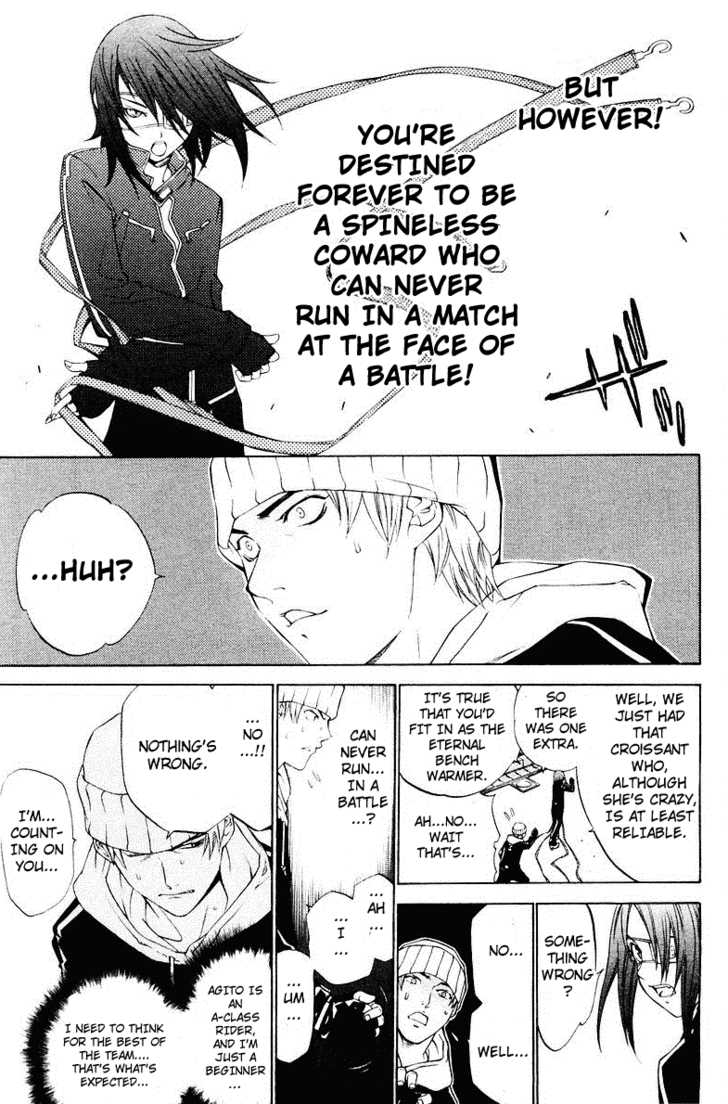 BUT
HOWEVER!
YOU'RE
DESTINED
FOREVER TO BE
A SPINELESS
COWARD WHO
CAN NEVER
RUN IN A MATCH
AT THE FACE OF
A BATTLE!
...HUH?
WELL, WE
JUST HAD
THAT
CROISSANT
WHO,
ALTHOUGH
SHE'S CRAZY,
IS AT LEAST
RELIABLE.
SO
THERE
WAS ONE
EXTRA.
IT'S TRUE
THAT YOU'D
FIT IN AS THE
ETERNAL
BENCH
WARMER.
AH...NO...
WAIT
THAT'S...
CAN
NEVER
RUN... IN
A BATTLE
...?
SOME-
THING
WRONG
?
NO...
WELL...
...
AH
...
...
I
...
...
UM
...
...
NO
...!!
NOTHING'S
WRONG.
I'M...
COUNT-
ING ON
YOU...
AGITO IS
AN
A-CLASS
RIDER,
AND I'M
JUST A
BEGINNER
...
I NEED TO THINK
FOR THE BEST OF
THE TEAM....
THAT'S WHAT'S
EXPECTED...